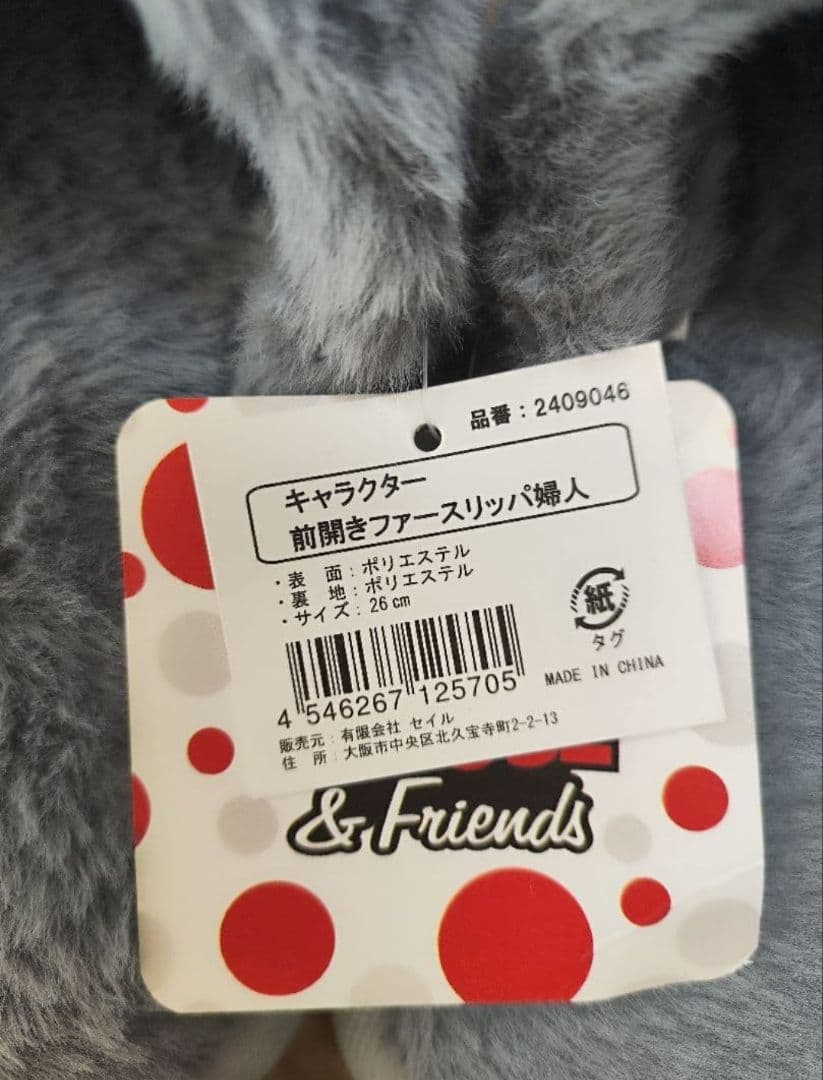 品番：2409046
キャラクター
前開きファースリッパ婦人
・表　面：ポリエステル
・裏　地：ポリエステル
・サイズ：26㎝
紙
タグ
4 546267 125705
MADE IN CHINA
販売元：有限会社 セイル
住　所：大阪市中央区北久宝寺町2-2-13
& Friends